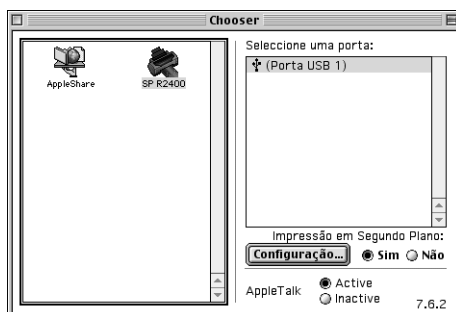 Chooser
AppleShare
SP R2400
Seleccione uma porta:
(Porta USB 1)
Impressão em Segundo Plano:
Configuração... Sim Não
AppleTalk Active
Inactive
7.6.2